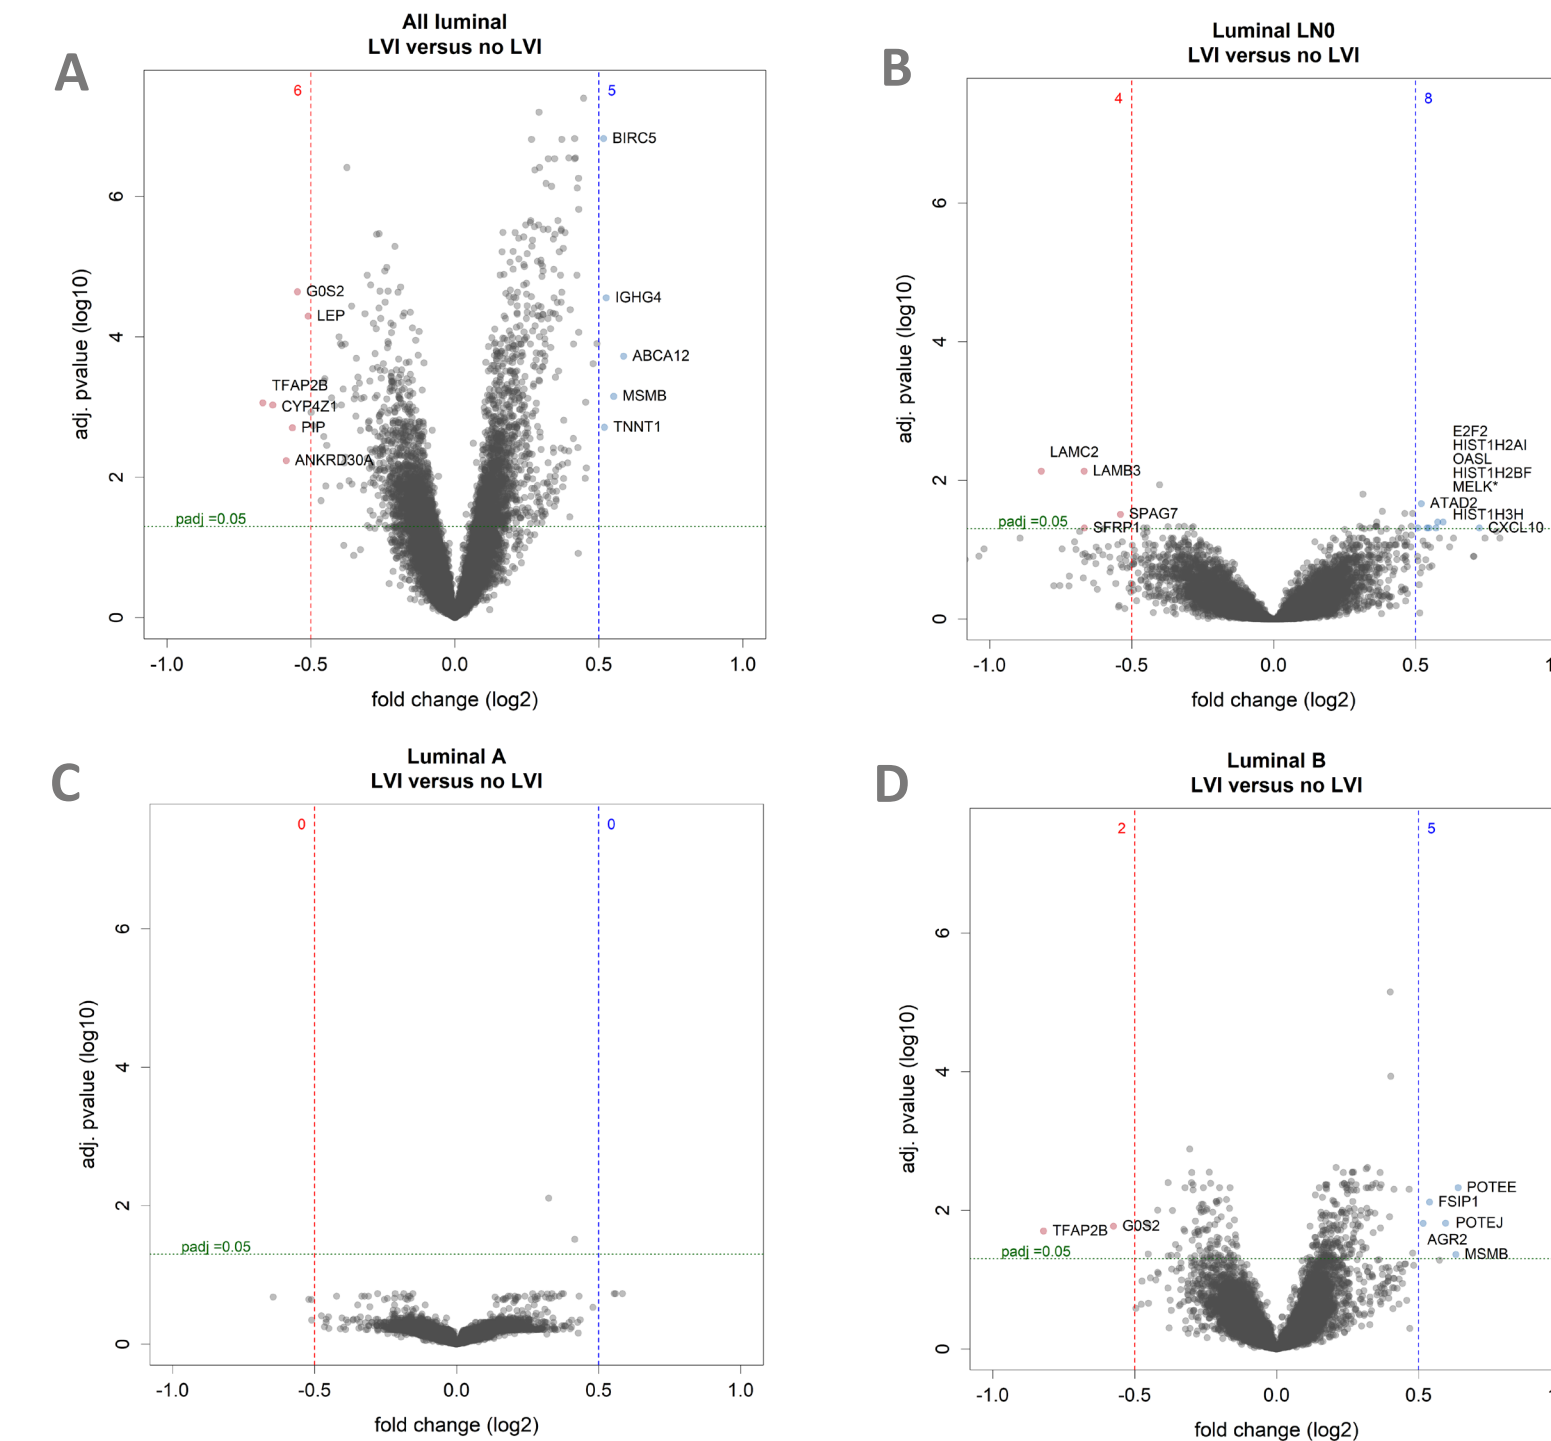 A
All luminal
LVI versus no LVI
6
5
BIRC5
G0S2
LEP
IGHG4
ABCA12
TFAP2B
CYP4Z1
MSMB
PIP
TNNT1
ANKRD30A
padj =0.05
0
2
4
6
adj. pvalue (log10)
-1.0
-0.5
0.0
0.5
1.0
fold change (log2)
B
Luminal LN0
LVI versus no LVI
4
8
E2F2
HIST1H2AI
OASL
HIST1H2BF
MELK*
LAMC2
LAMB3
ATAD2
SPAG7
HIST1H3H
SFRP1
CXCL10
padj =0.05
0
2
4
6
adj. pvalue (log10)
-1.0
-0.5
0.0
0.5
1
fold change (log2)
C
Luminal A
LVI versus no LVI
0
0
padj =0.05
0
2
4
6
adj. pvalue (log10)
-1.0
-0.5
0.0
0.5
1.0
fold change (log2)
D
Luminal B
LVI versus no LVI
2
5
POTEE
FSIP1
TFAP2B
G0S2
POTEJ
AGR2
MSMB
padj =0.05
0
2
4
6
adj. pvalue (log10)
-1.0
-0.5
0.0
0.5
1
fold change (log2)